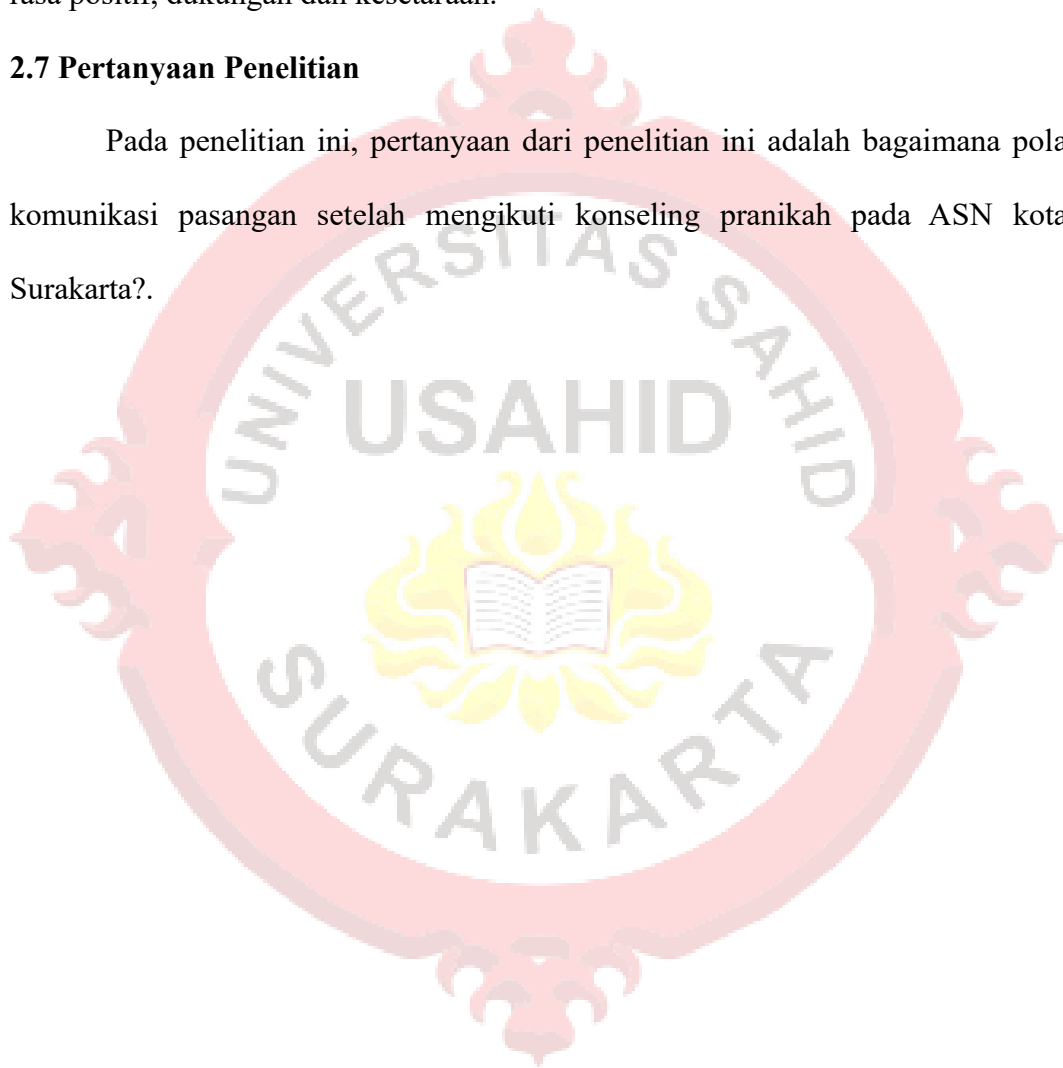 rasa positif, dukungan dan kesetaraan.
2.7 Pertanyaan Penelitian
Pada penelitian ini, pertanyaan dari penelitian ini adalah bagaimana pola
komunikasi pasangan setelah mengikuti konseling pranikah pada ASN kota
Surakarta?.
UNIVERSITAS SAHID
USAHID
SURAKARTA